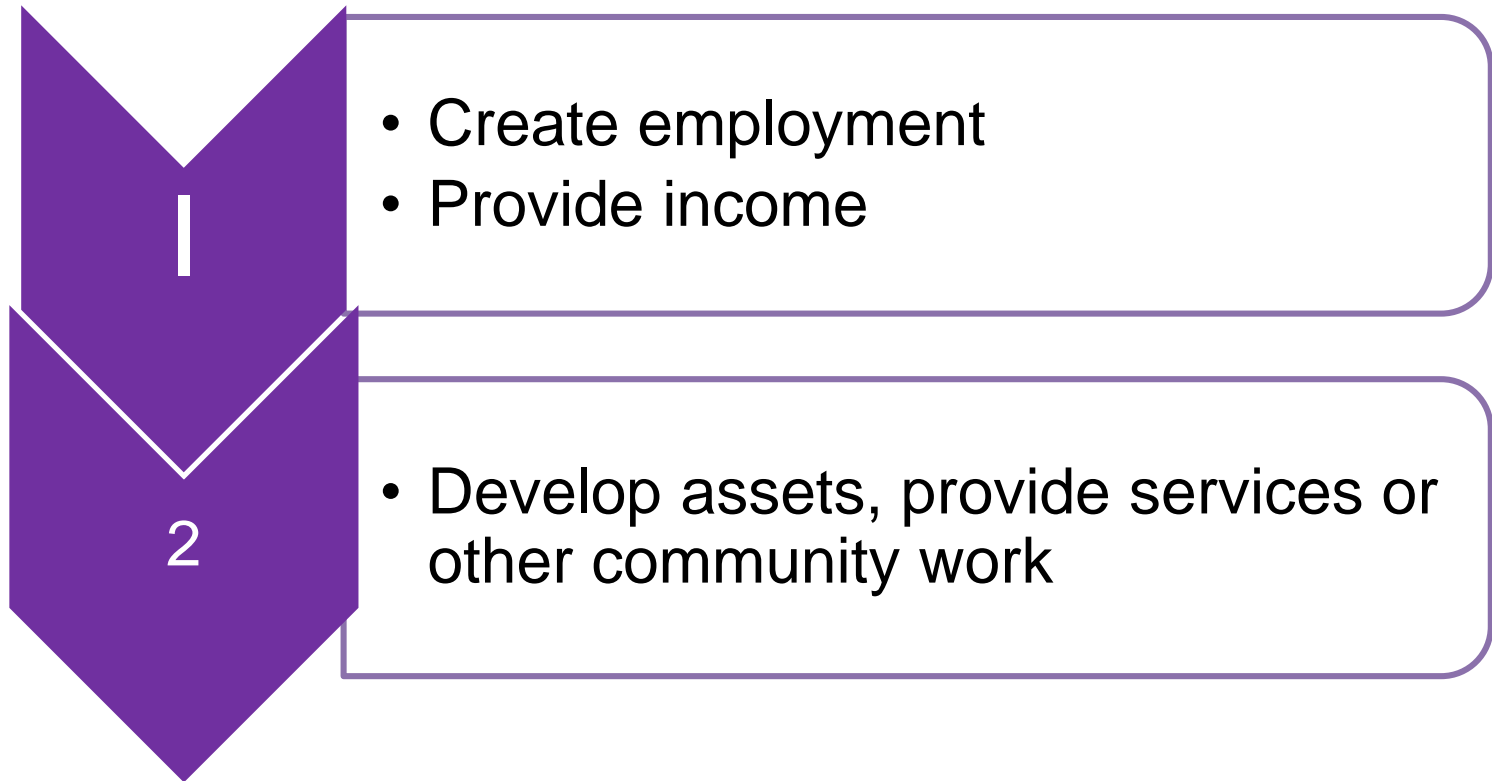 I
• Create employment
• Provide income
2
• Develop assets, provide services or
other community work